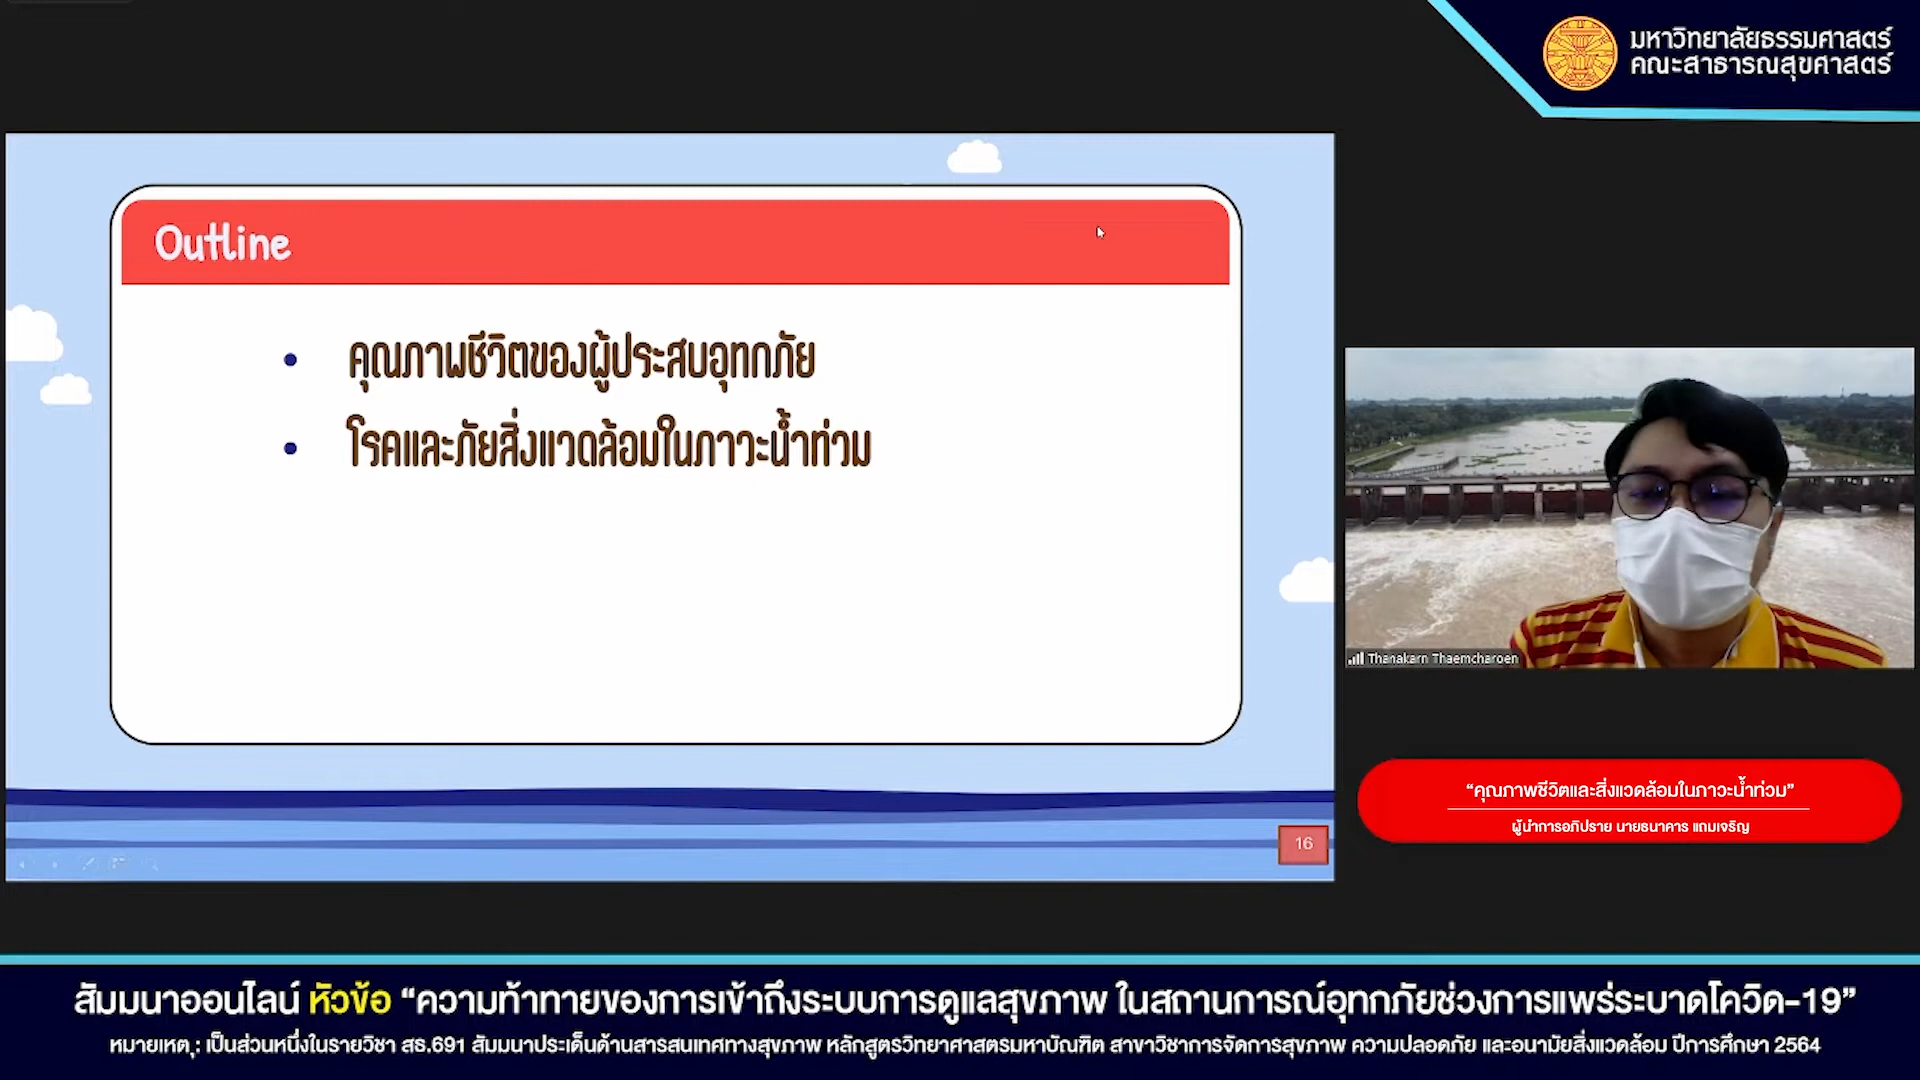 มหาวิทยาลัยธรรมศาสตร์
คณะสาธารณสุขศาสตร์
Outline
• คุณภาพชีวิตของผู้ประสบอุทกภัย
• โรคและภัยสิ่งแวดล้อมในภาวะน้ำท่วม
16
Thanakarn Thaemcharoen
“คุณภาพชีวิตและสิ่งแวดล้อมในภาวะน้ำท่วม”
ผู้นำการอภิปราย นายธนาคาร แถมเจริญ
สัมมนาออนไลน์ หัวข้อ “ความท้าทายของการเข้าถึงระบบการดูแลสุขภาพ ในสถานการณ์อุทกภัยช่วงการแพร่ระบาดโควิด-19”
หมายเหตุ : เป็นส่วนหนึ่งในรายวิชา สธ.691 สัมมนาประเด็นด้านสารสนเทศทางสุขภาพ หลักสูตรวิทยาศาสตรมหาบัณฑิต สาขาวิชาการจัดการสุขภาพ ความปลอดภัย และอนามัยสิ่งแวดล้อม ปีการศึกษา 2564